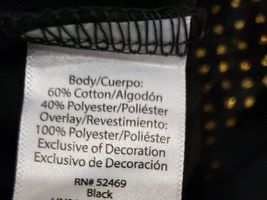 Body/Cuerpo:
60% Cotton/Algodón
40% Polyester/Poliéster
Overlay/Revestimiento:
100% Polyester/Poliéster
Exclusive of Decoration
Exclusivo de Decoración
RN# 52469
Black